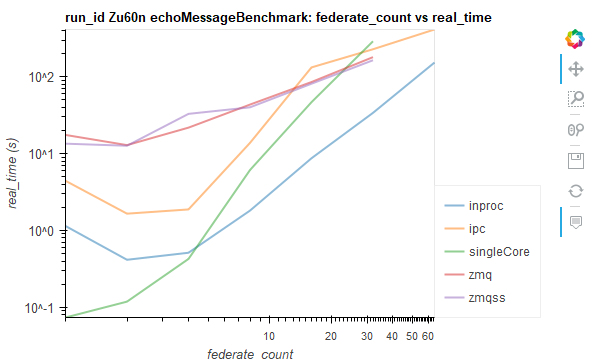 run_id Zu60n echoMessageBenchmark: federate_count vs real_time
real_time (s)
10^2
10^1
10^0
10^-1
10 20 30 40 50 60
federate_count
inproc
ipc
singleCore
zmq
zmqss